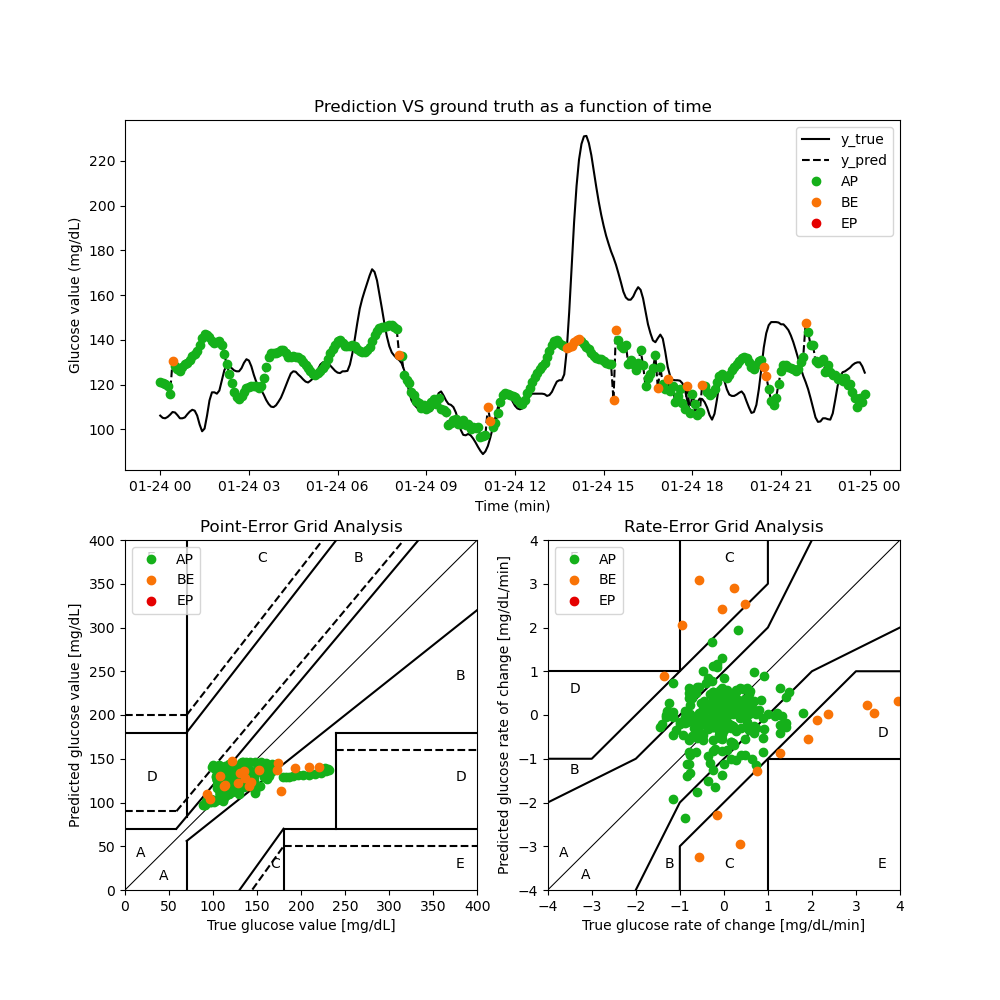 Prediction VS ground truth as a function of time
Glucose value (mg/dL)
220
200
180
160
140
120
100
y_true
y_pred
AP
BE
EP
01-24 00 01-24 03 01-24 06 01-24 09 01-24 12 01-24 15 01-24 18 01-24 21 01-25 00
Time (min)
Point-Error Grid Analysis
Predicted glucose value [mg/dL]
400
350
300
250
200
150
100
50
0
AP
BE
EP
C
B
B
D
D
A
A
C
E
0 50 100 150 200 250 300 350 400
True glucose value [mg/dL]
Rate-Error Grid Analysis
Predicted glucose rate of change [mg/dL/min]
4
3
2
1
0
−1
−2
−3
−4
AP
BE
EP
C
D
D
B
A
A
B
C
E
−4 −3 −2 −1 0 1 2 3 4
True glucose rate of change [mg/dL/min]